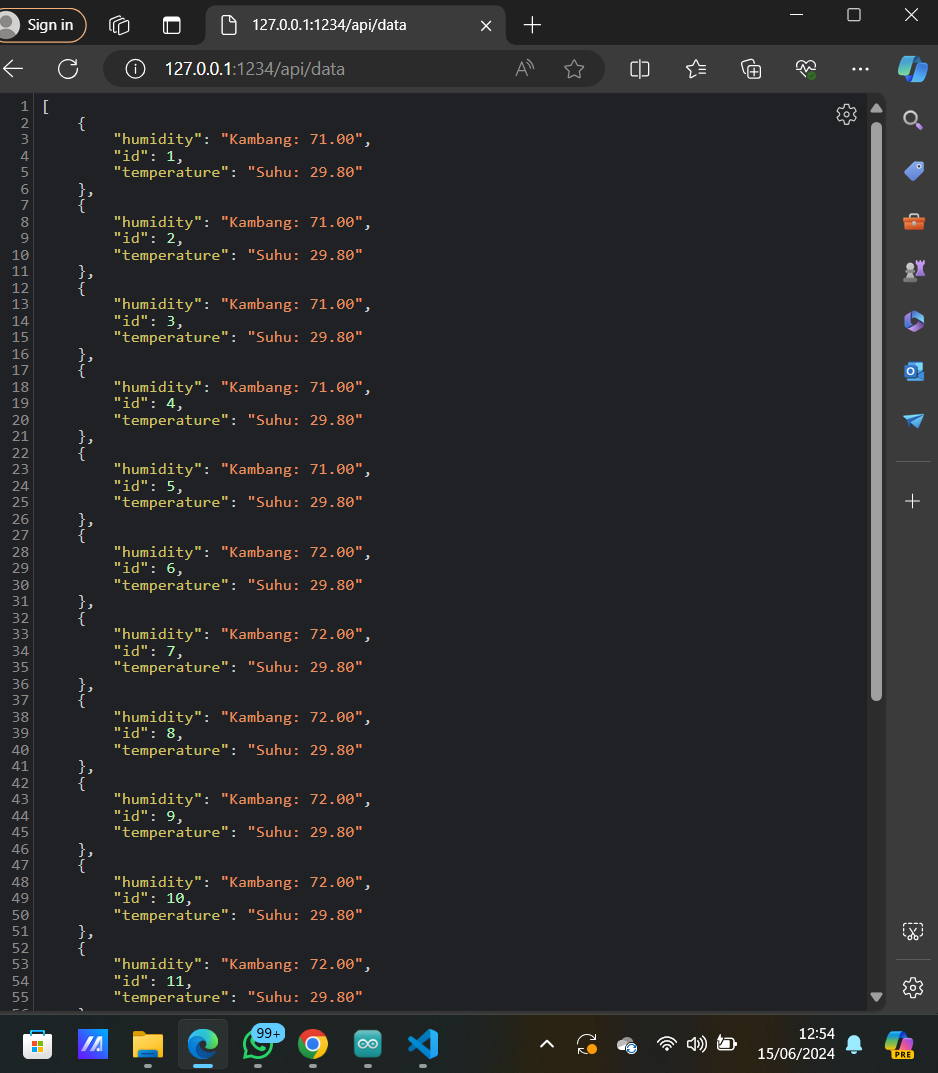 Sign in
127.0.0.1:1234/api/data
127.0.0.1:1234/api/data
1 [
2 {
3 "humidity": "Kambang: 71.00",
4 "id": 1,
5 "temperature": "Suhu: 29.80"
6 },
7 {
8 "humidity": "Kambang: 71.00",
9 "id": 2,
10 "temperature": "Suhu: 29.80"
11 },
12 {
13 "humidity": "Kambang: 71.00",
14 "id": 3,
15 "temperature": "Suhu: 29.80"
16 },
17 {
18 "humidity": "Kambang: 71.00",
19 "id": 4,
20 "temperature": "Suhu: 29.80"
21 },
22 {
23 "humidity": "Kambang: 71.00",
24 "id": 5,
25 "temperature": "Suhu: 29.80"
26 },
27 {
28 "humidity": "Kambang: 72.00",
29 "id": 6,
30 "temperature": "Suhu: 29.80"
31 },
32 {
33 "humidity": "Kambang: 72.00",
34 "id": 7,
35 "temperature": "Suhu: 29.80"
36 },
37 {
38 "humidity": "Kambang: 72.00",
39 "id": 8,
40 "temperature": "Suhu: 29.80"
41 },
42 {
43 "humidity": "Kambang: 72.00",
44 "id": 9,
45 "temperature": "Suhu: 29.80"
46 },
47 {
48 "humidity": "Kambang: 72.00",
49 "id": 10,
50 "temperature": "Suhu: 29.80"
51 },
52 {
53 "humidity": "Kambang: 72.00",
54 "id": 11,
55 "temperature": "Suhu: 29.80"
99+
12:54
15/06/2024
PRE